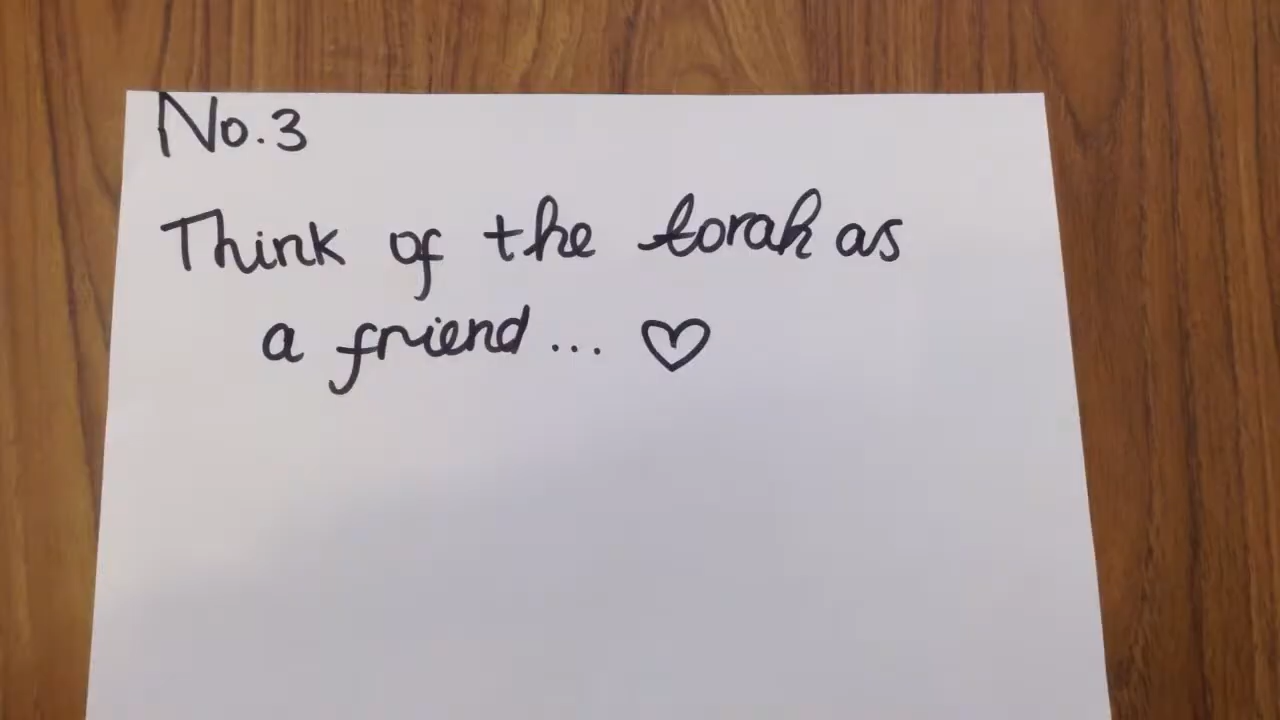 No.3
Think of the torah as
a friend... ♡